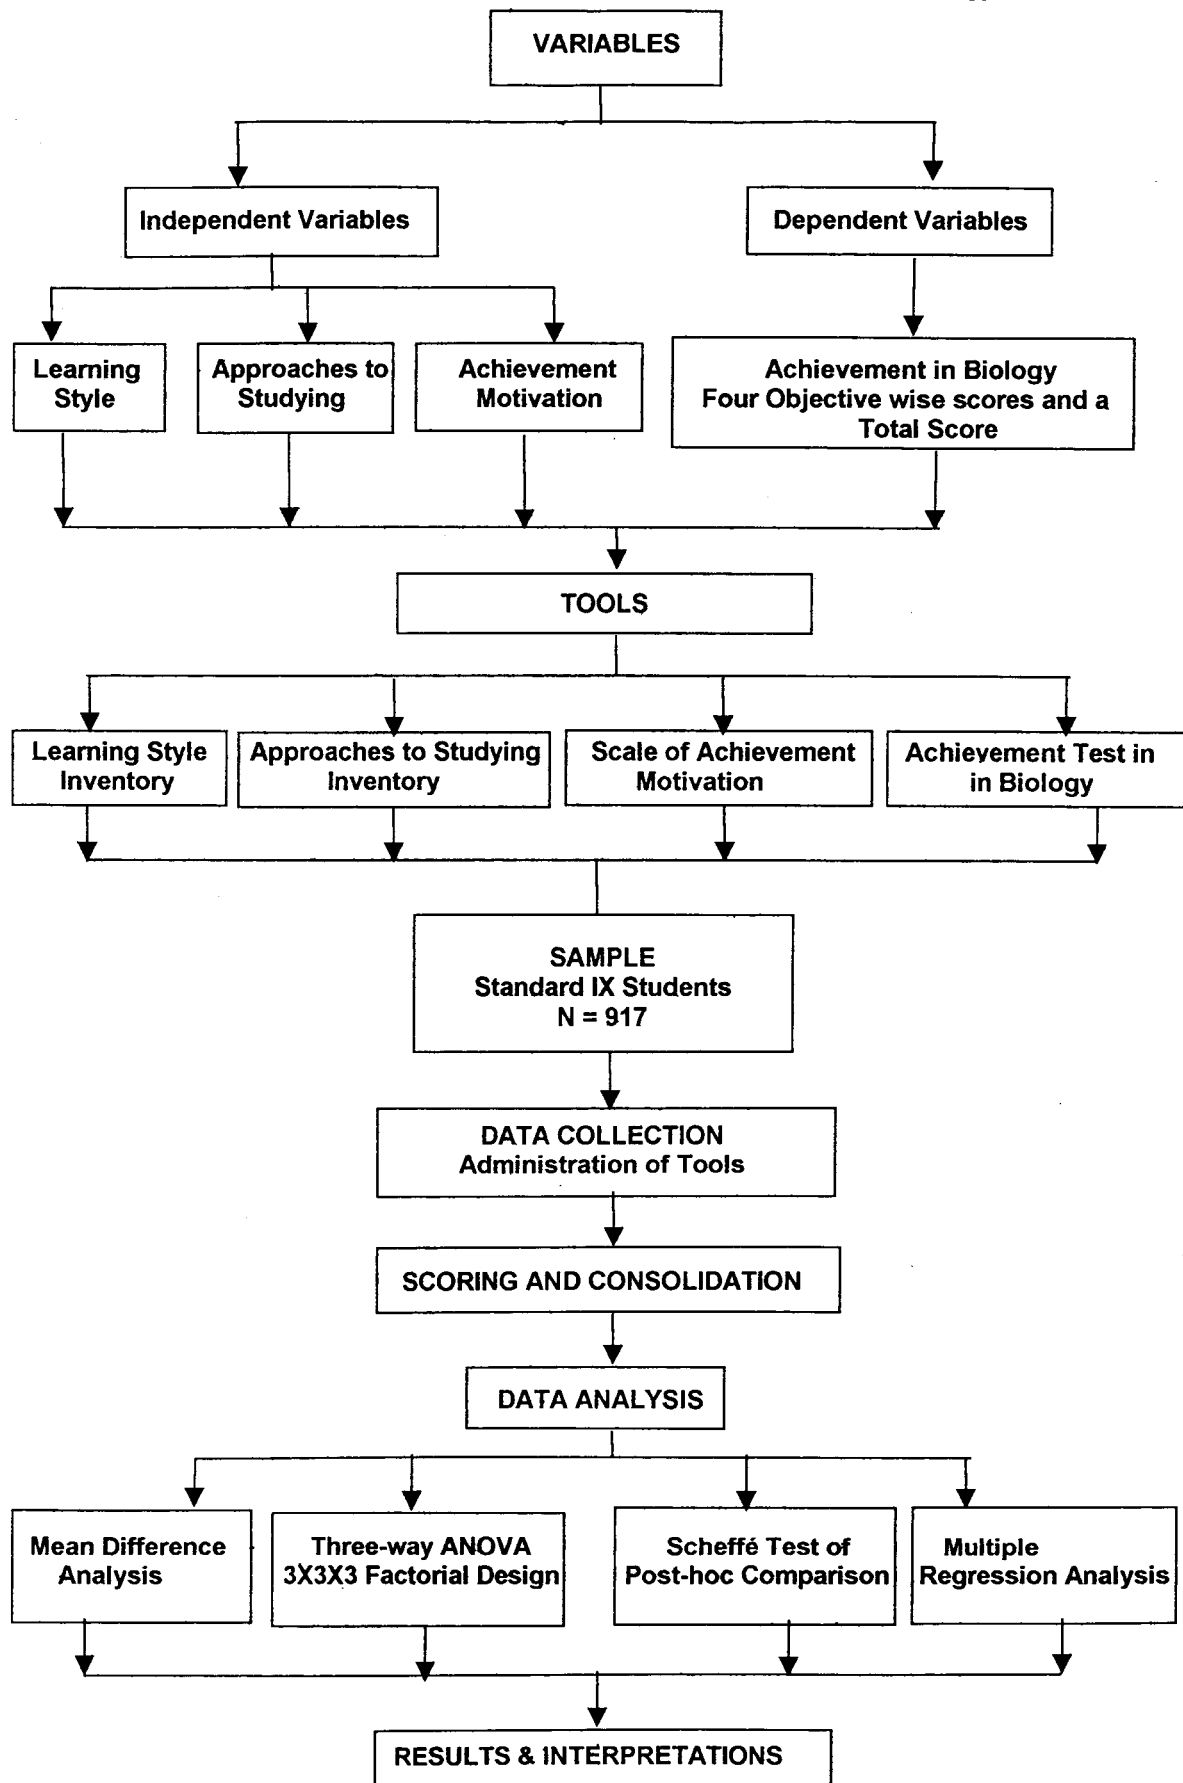 VARIABLES
Independent Variables
Dependent Variables
Learning
Style
Approaches to
Studying
Achievement
Motivation
Achievement in Biology
Four Objective wise scores and a
Total Score
TOOLS
Learning Style
Inventory
Approaches to Studying
Inventory
Scale of Achievement
Motivation
Achievement Test in
in Biology
SAMPLE
Standard IX Students
N = 917
DATA COLLECTION
Administration of Tools
SCORING AND CONSOLIDATION
DATA ANALYSIS
Mean Difference
Analysis
Three-way ANOVA
3X3X3 Factorial Design
Scheffé Test of
Post-hoc Comparison
Multiple
Regression Analysis
RESULTS & INTERPRETATIONS